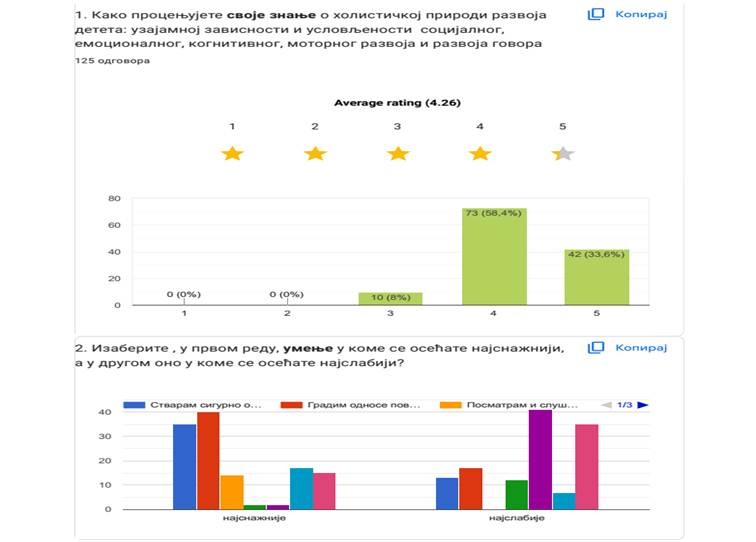 1. Како процењујете своје знање о холистичкој природи развоја
детета: узајамној зависности и условљености социјалног,
емоционалног, когнитивног, моторног развоја и развоја говора
Копирај
125 одговора
Average rating (4.26)
1 2 3 4 5
80
60
40
20
0
0 (0%) 0 (0%) 10 (8%) 73 (58,4%) 42 (33,6%)
1 2 3 4 5
2. Изаберите , у првом реду, умење у коме се осећате најснажнији,
а у другом оно у коме се осећате најслабији?
Копирај
Стварам сигурно о... Градим односе пов... Посматрам и слуш... 1/3
40
30
20
10
0
најснажније најслабије